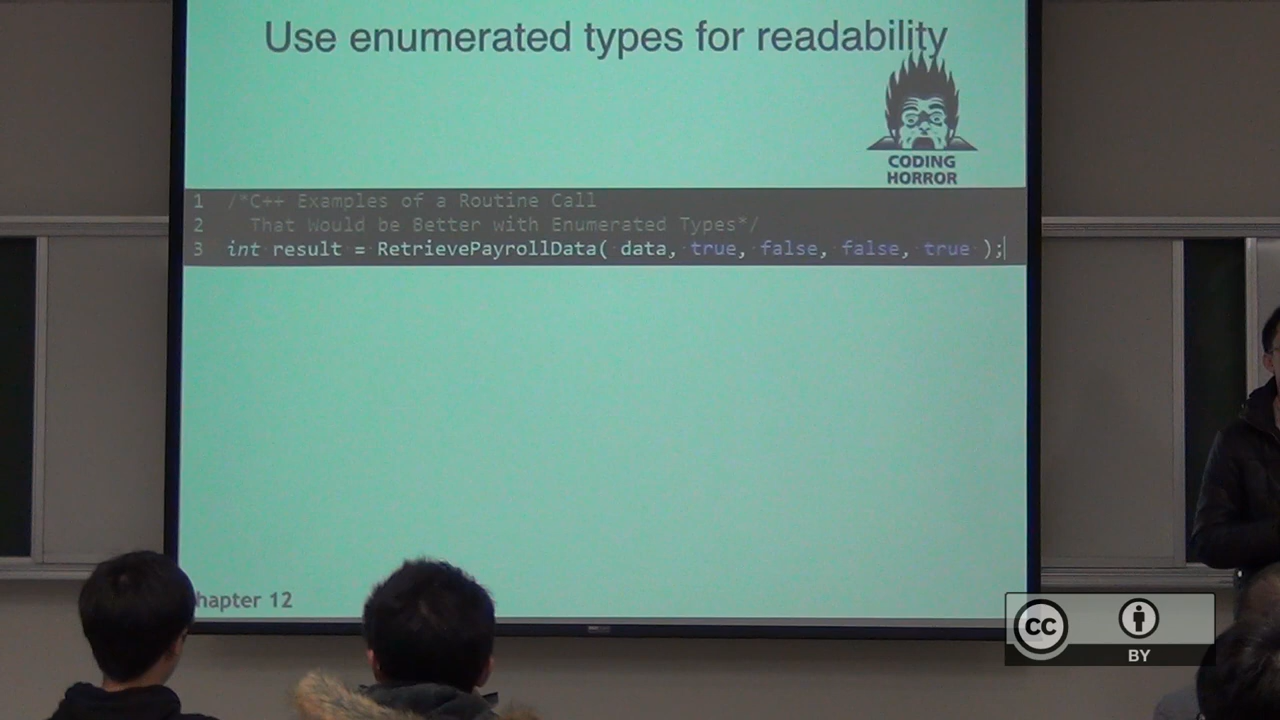 Use enumerated types for readability
CODING
HORROR
1 /*C++ Examples of a Routine Call
2 That Would be Better with Enumerated Types*/
3 int result = RetrievePayrollData( data, true, false, false, true );
hapter 12
CC
BY